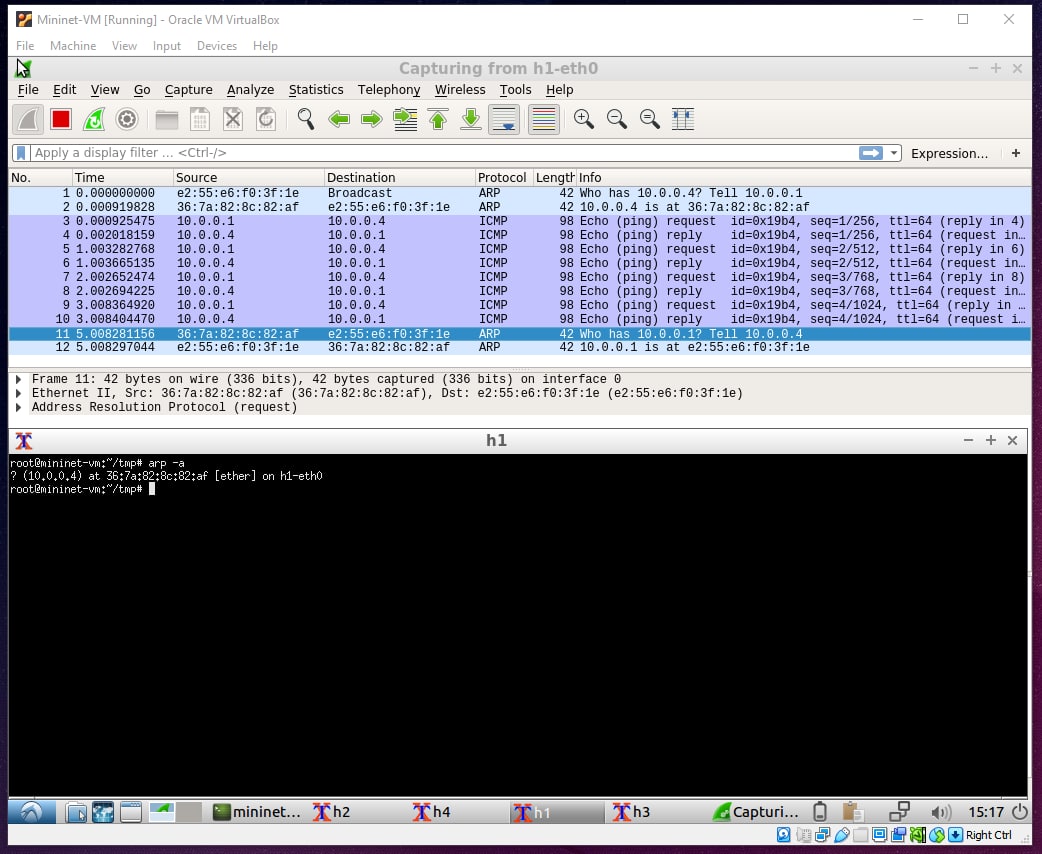 Mininet-VM [Running] - Oracle VM VirtualBox
File Machine View Input Devices Help
Capturing from h1-eth0
File Edit View Go Capture Analyze Statistics Telephony Wireless Tools Help
Apply a display filter ... <Ctrl-/> Expression... +
No. Time Source Destination Protocol Length Info
1 0.000000000 e2:55:e6:f0:3f:1e Broadcast ARP 42 Who has 10.0.0.4? Tell 10.0.0.1
2 0.000919828 36:7a:82:8c:82:af e2:55:e6:f0:3f:1e ARP 42 10.0.0.4 is at 36:7a:82:8c:82:af
3 0.000925475 10.0.0.1 10.0.0.4 ICMP 98 Echo (ping) request id=0x19b4, seq=1/256, ttl=64 (reply in 4)
4 0.002018159 10.0.0.4 10.0.0.1 ICMP 98 Echo (ping) reply id=0x19b4, seq=1/256, ttl=64 (request in…
5 1.003282768 10.0.0.1 10.0.0.4 ICMP 98 Echo (ping) request id=0x19b4, seq=2/512, ttl=64 (reply in 6)
6 1.003665135 10.0.0.4 10.0.0.1 ICMP 98 Echo (ping) reply id=0x19b4, seq=2/512, ttl=64 (request in…
7 2.002652474 10.0.0.1 10.0.0.4 ICMP 98 Echo (ping) request id=0x19b4, seq=3/768, ttl=64 (reply in 8)
8 2.002694225 10.0.0.4 10.0.0.1 ICMP 98 Echo (ping) reply id=0x19b4, seq=3/768, ttl=64 (request in…
9 3.008364920 10.0.0.1 10.0.0.4 ICMP 98 Echo (ping) request id=0x19b4, seq=4/1024, ttl=64 (reply in …
10 3.008404470 10.0.0.4 10.0.0.1 ICMP 98 Echo (ping) reply id=0x19b4, seq=4/1024, ttl=64 (request i…
11 5.008281156 36:7a:82:8c:82:af e2:55:e6:f0:3f:1e ARP 42 Who has 10.0.0.1? Tell 10.0.0.4
12 5.008297044 e2:55:e6:f0:3f:1e 36:7a:82:8c:82:af ARP 42 10.0.0.1 is at e2:55:e6:f0:3f:1e
Frame 11: 42 bytes on wire (336 bits), 42 bytes captured (336 bits) on interface 0
Ethernet II, Src: 36:7a:82:8c:82:af (36:7a:82:8c:82:af), Dst: e2:55:e6:f0:3f:1e (e2:55:e6:f0:3f:1e)
Address Resolution Protocol (request)
h1
root@mininet-vm:~/tmp# arp -a
? (10.0.0.4) at 36:7a:82:8c:82:af [ether] on h1-eth0
root@mininet-vm:~/tmp#
mininet... h2 h4 h1 h3 Capturi... 15:17
Right Ctrl